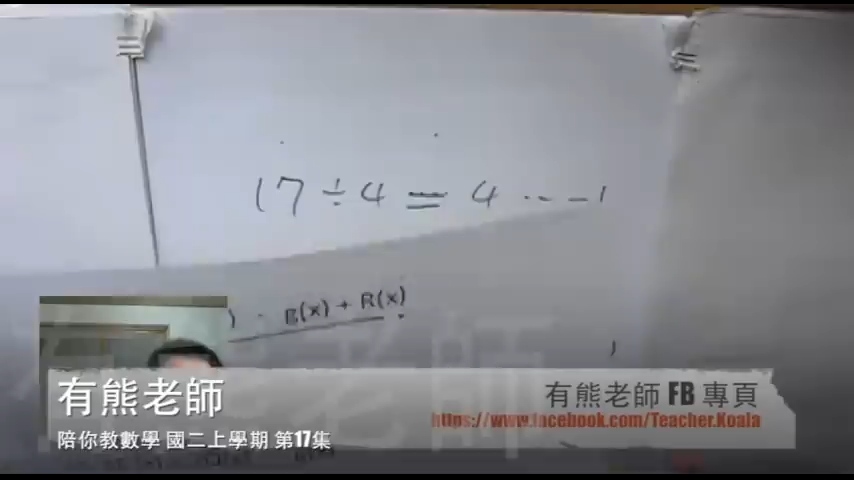 17 ÷ 4 = 4 ... 1
) · B(x) + R(x)
有熊老師
有熊老師 FB 專頁
https://www.facebook.com/Teacher.Koala
陪你教數學 國二上學期 第17集